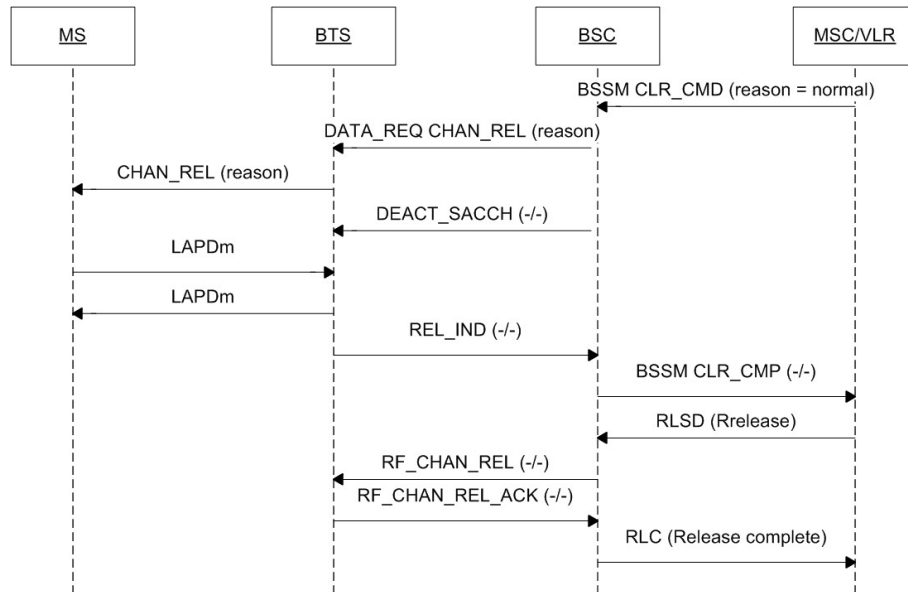 MS BTS BSC MSC/VLR
BSSM CLR_CMD (reason = normal)
DATA_REQ CHAN_REL (reason)
CHAN_REL (reason)
DEACT_SACCH (-/-)
LAPDm
LAPDm
REL_IND (-/-)
BSSM CLR_CMP (-/-)
RLSD (Rrelease)
RF_CHAN_REL (-/-)
RF_CHAN_REL_ACK (-/-)
RLC (Release complete)